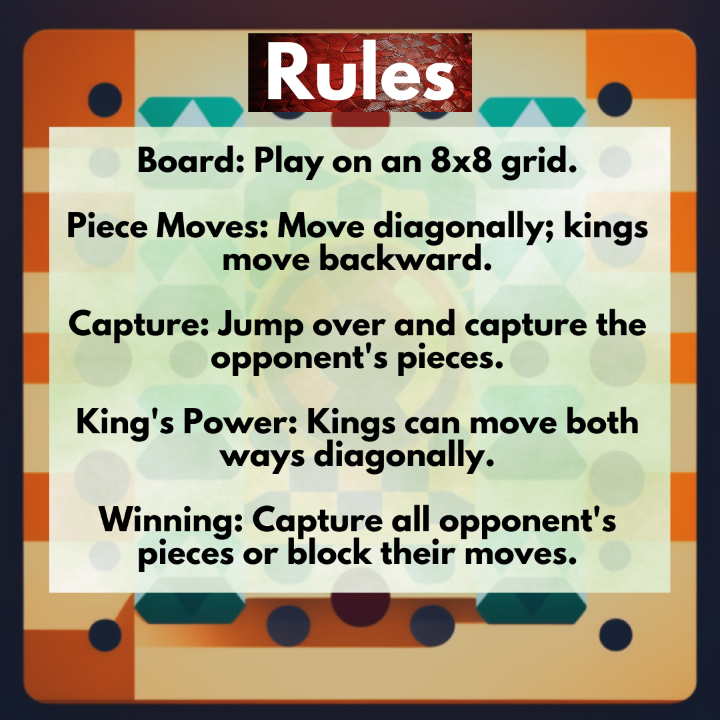 Rules
Board: Play on an 8x8 grid.
Piece Moves: Move diagonally; kings
move backward.
Capture: Jump over and capture the
opponent's pieces.
King's Power: Kings can move both
ways diagonally.
Winning: Capture all opponent's
pieces or block their moves.